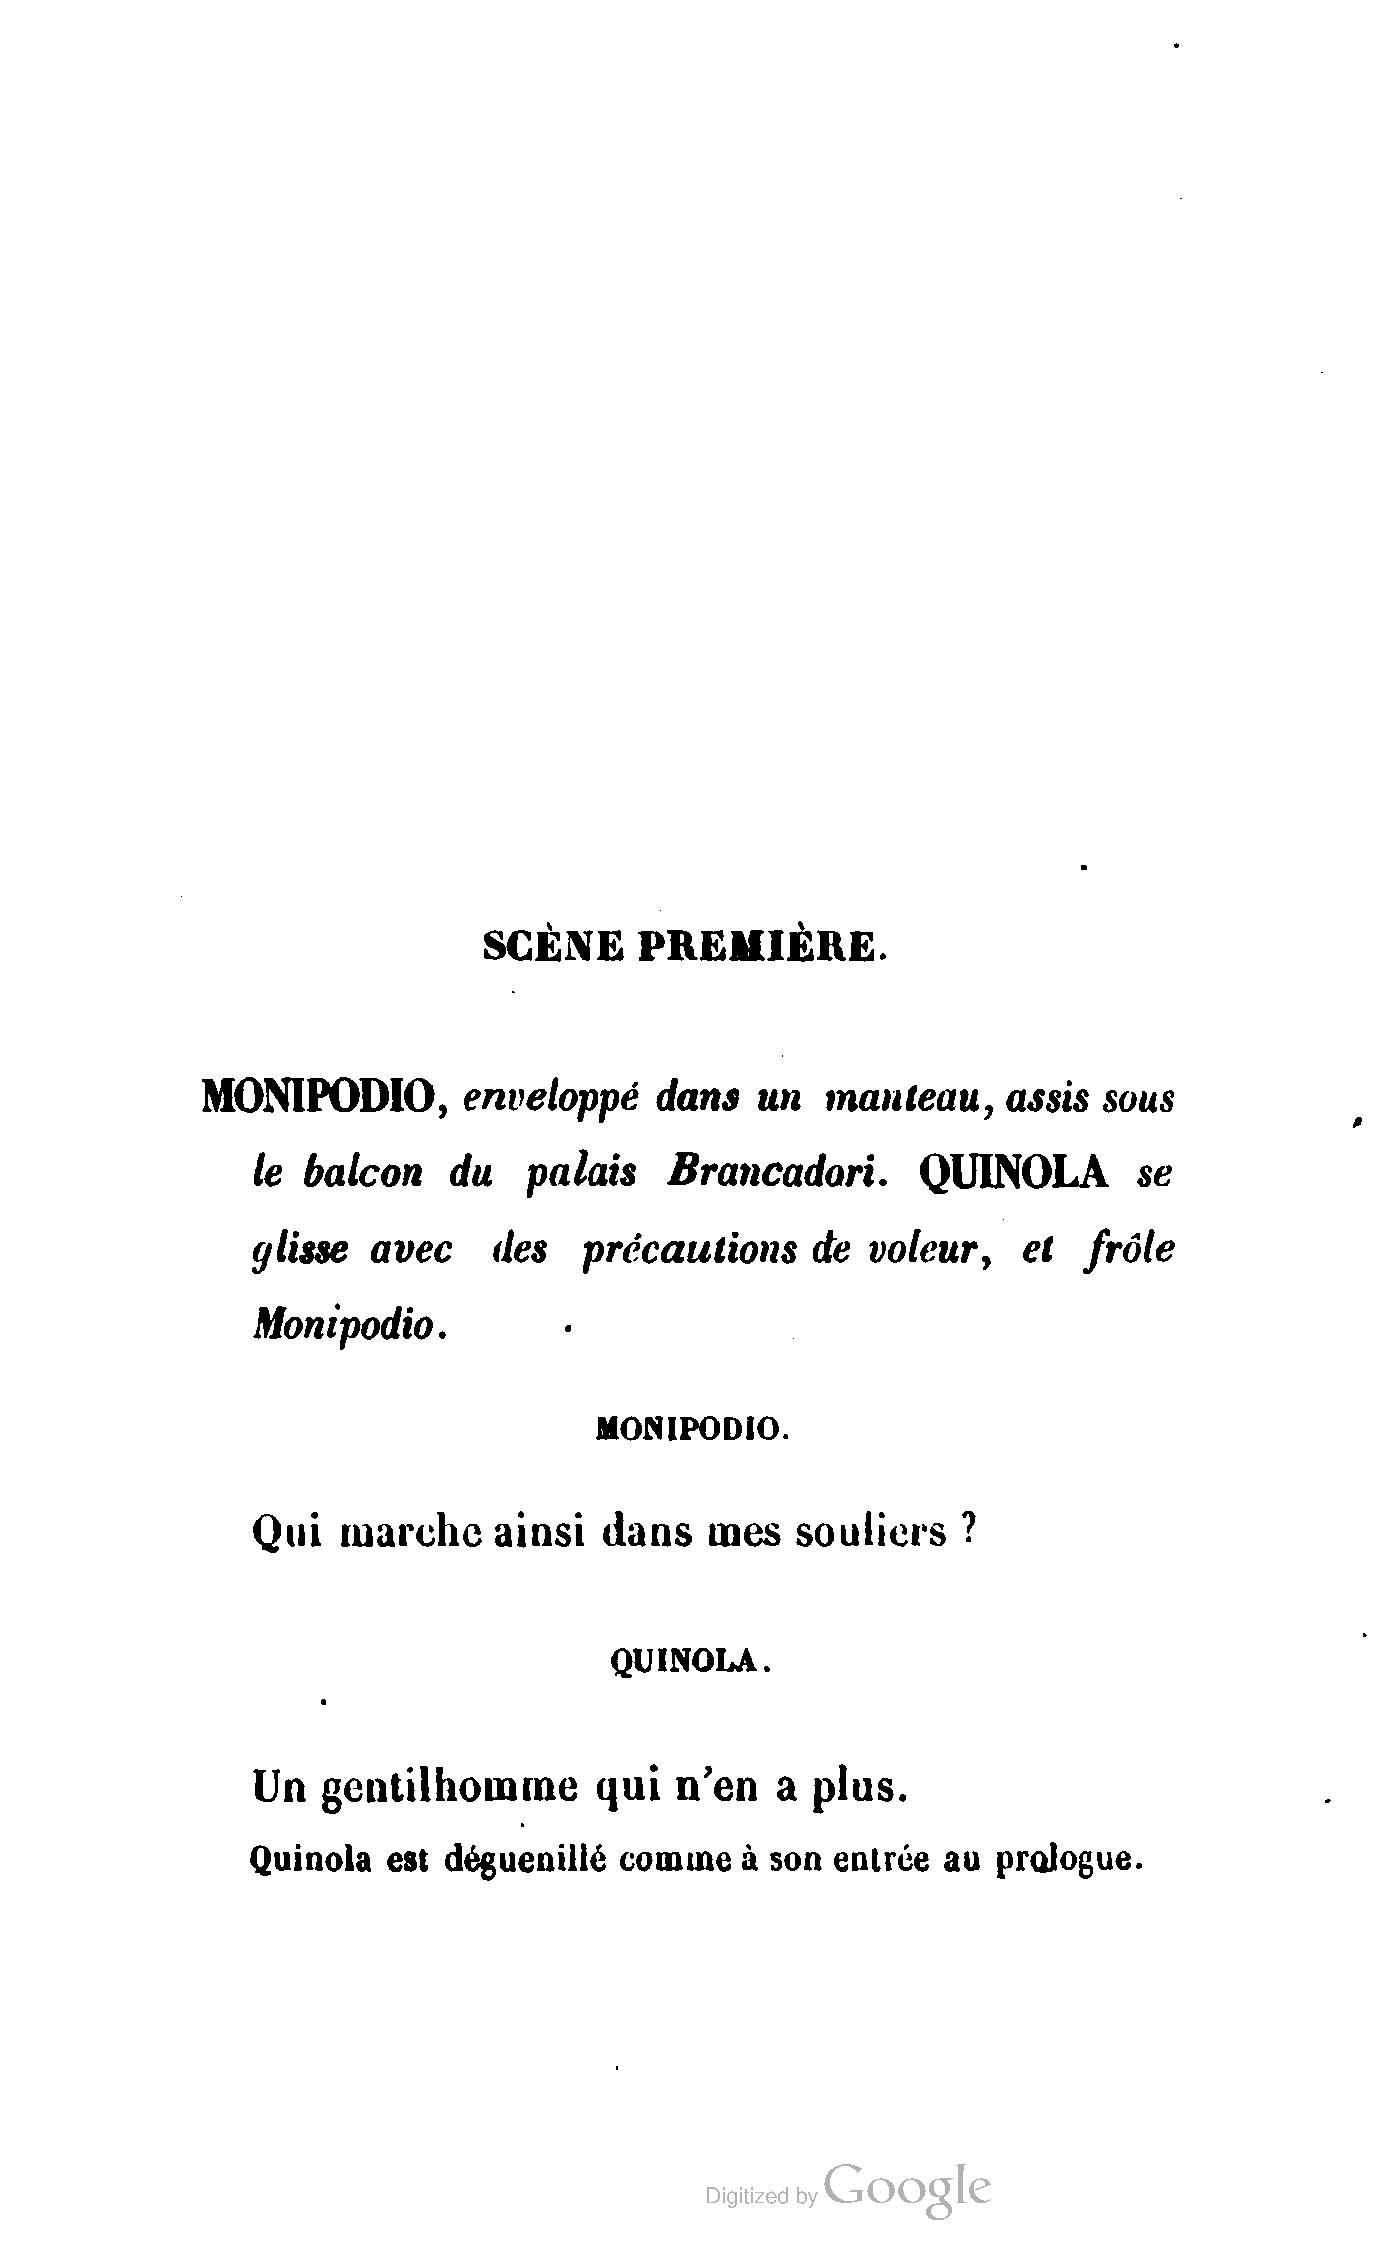 SCÈNE PREMIÈRE.
MONIPODIO, enveloppé dans un manteau, assis sous
le balcon du palais Brancadori. QUINOLA se
glisse avec des précautions de voleur, et frôle
Monipodio.
MONIPODIO.
Qui marche ainsi dans mes souliers ?
QUINOLA.
Un gentilhomme qui n'en a plus.
Quinola est déguenillé comme à son entrée au prologue.
Digitized by Google